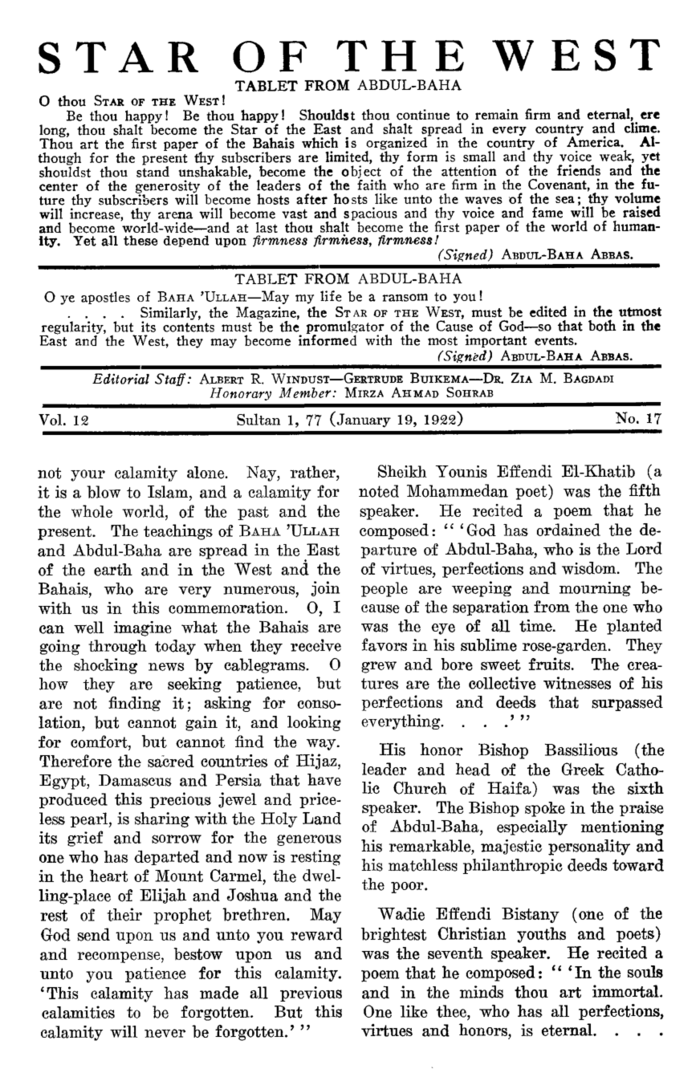 STAR OF THE WEST
TABLET FROM ABDUL-BAHA
O thou STAR OF THE WEST!
Be thou happy! Be thou happy! Shouldst thou continue to remain firm and eternal, ere
long, thou shalt become the Star of the East and shalt spread in every country and clime.
Thou art the first paper of the Bahais which is organized in the country of America. Al-
though for the present thy subscribers are limited, thy form is small and thy voice weak, yet
shouldst thou stand unshakable, become the object of the attention of the friends and the
center of the generosity of the leaders of the faith who are firm in the Covenant, in the fu-
ture thy subscribers will become hosts after hosts like unto the waves of the sea; thy volume
will increase, thy arena will become vast and spacious and thy voice and fame will be raised
and become world-wide—and at last thou shalt become the first paper of the world of human-
ity. Yet all these depend upon firmness firmness, firmness!
(Signed) ABDUL-BAHA ABBAS.
TABLET FROM ABDUL-BAHA
O ye apostles of BAHA 'ULLAH—May my life be a ransom to you!
. . . . Similarly, the Magazine, the STAR OF THE WEST, must be edited in the utmost
regularity, but its contents must be the promulgator of the Cause of God—so that both in the
East and the West, they may become informed with the most important events.
(Signed) ABDUL-BAHA ABBAS.
Editorial Staff: ALBERT R. WINDUST—GERTRUDE BUIKEMA—DR. ZIA M. BAGDADI
Honorary Member: MIRZA AHMAD SOHRAB
Vol. 12 Sultan 1, 77 (January 19, 1922) No. 17
not your calamity alone. Nay, rather,
it is a blow to Islam, and a calamity for
the whole world, of the past and the
present. The teachings of BAHA 'ULLAH
and Abdul-Baha are spread in the East
of the earth and in the West and the
Bahais, who are very numerous, join
with us in this commemoration. O, I
can well imagine what the Bahais are
going through today when they receive
the shocking news by cablegrams. O
how they are seeking patience, but
are not finding it; asking for conso-
lation, but cannot gain it, and looking
for comfort, but cannot find the way.
Therefore the sacred countries of Hijaz,
Egypt, Damascus and Persia that have
produced this precious jewel and price-
less pearl, is sharing with the Holy Land
its grief and sorrow for the generous
one who has departed and now is resting
in the heart of Mount Carmel, the dwel-
ling-place of Elijah and Joshua and the
rest of their prophet brethren. May
God send upon us and unto you reward
and recompense, bestow upon us and
unto you patience for this calamity.
'This calamity has made all previous
calamities to be forgotten. But this
calamity will never be forgotten.' "
Sheikh Younis Effendi El-Khatib (a
noted Mohammedan poet) was the fifth
speaker. He recited a poem that he
composed: " 'God has ordained the de-
parture of Abdul-Baha, who is the Lord
of virtues, perfections and wisdom. The
people are weeping and mourning be-
cause of the separation from the one who
was the eye of all time. He planted
favors in his sublime rose-garden. They
grew and bore sweet fruits. The crea-
tures are the collective witnesses of his
perfections and deeds that surpassed
everything. . . .' "
His honor Bishop Bassilious (the
leader and head of the Greek Catho-
lic Church of Haifa) was the sixth
speaker. The Bishop spoke in the praise
of Abdul-Baha, especially mentioning
his remarkable, majestic personality and
his matchless philanthropic deeds toward
the poor.
Wadie Effendi Bistany (one of the
brightest Christian youths and poets)
was the seventh speaker. He recited a
poem that he composed: " 'In the souls
and in the minds thou art immortal.
One like thee, who has all perfections,
virtues and honors, is eternal. . . .